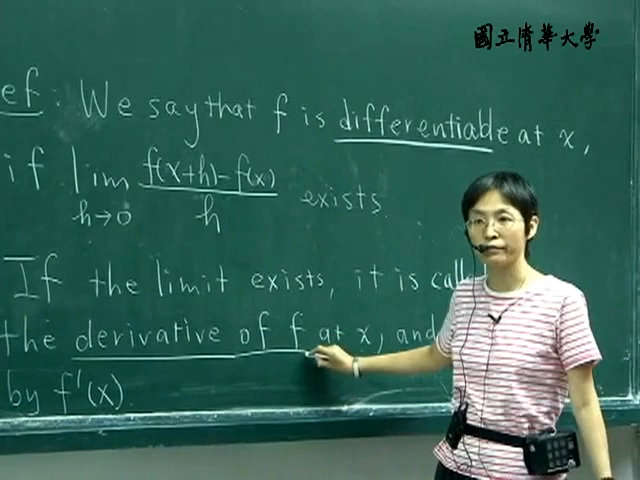 國立清華大學
ef: We say that f is differentiable at x,
if lim h→0 f(x+h)-f(x) / h exists.
If the limit exists, it is
the derivative of f at x, and
by f'(x).